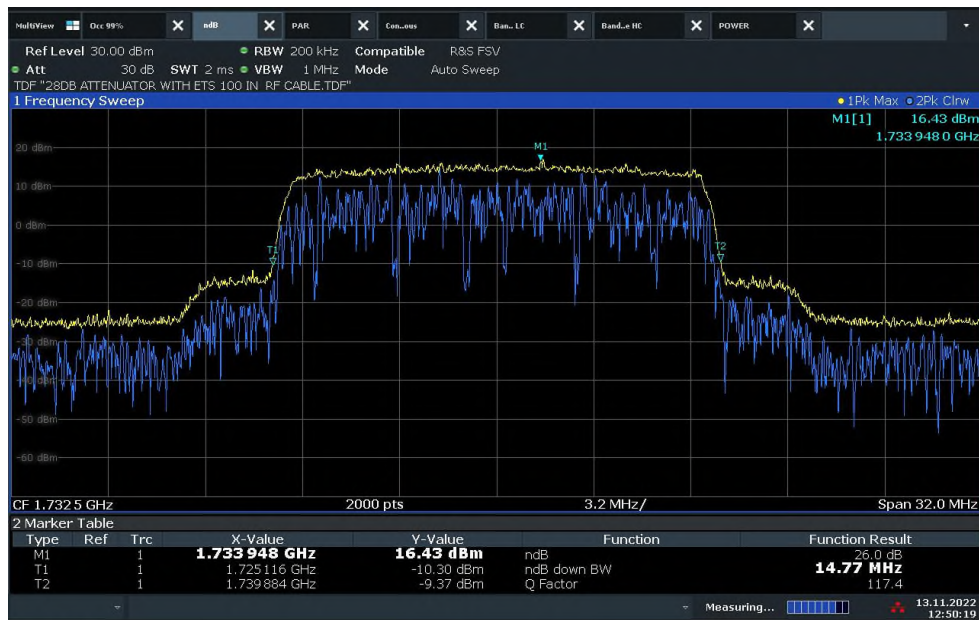 MultiView Occ 99% ndB PAR Con...ous Ban... LC Band...e HC POWER
Ref Level 30.00 dBm RBW 200 kHz Compatible R&S FSV
Att 30 dB SWT 2 ms VBW 1 MHz Mode Auto Sweep
TDF "28DB ATTENUATOR WITH ETS 100 IN RF CABLE.TDF"
1 Frequency Sweep 1Pk Max 2Pk Clrw
M1[1] 16.43 dBm
1.733 948 0 GHz
20 dBm
M1
10 dBm
0 dBm
T1 T2
-10 dBm
-20 dBm
-30 dBm
-40 dBm
-50 dBm
-60 dBm
CF 1.732 5 GHz 2000 pts 3.2 MHz/ Span 32.0 MHz
2 Marker Table
Type Ref Trc X-Value Y-Value Function Function Result
M1 1 1.733 948 GHz 16.43 dBm ndB 26.0 dB
T1 1 1.725 116 GHz -10.30 dBm ndB down BW 14.77 MHz
T2 1 1.739 884 GHz -9.37 dBm Q Factor 117.4
Measuring... 13.11.2022
12:50:19